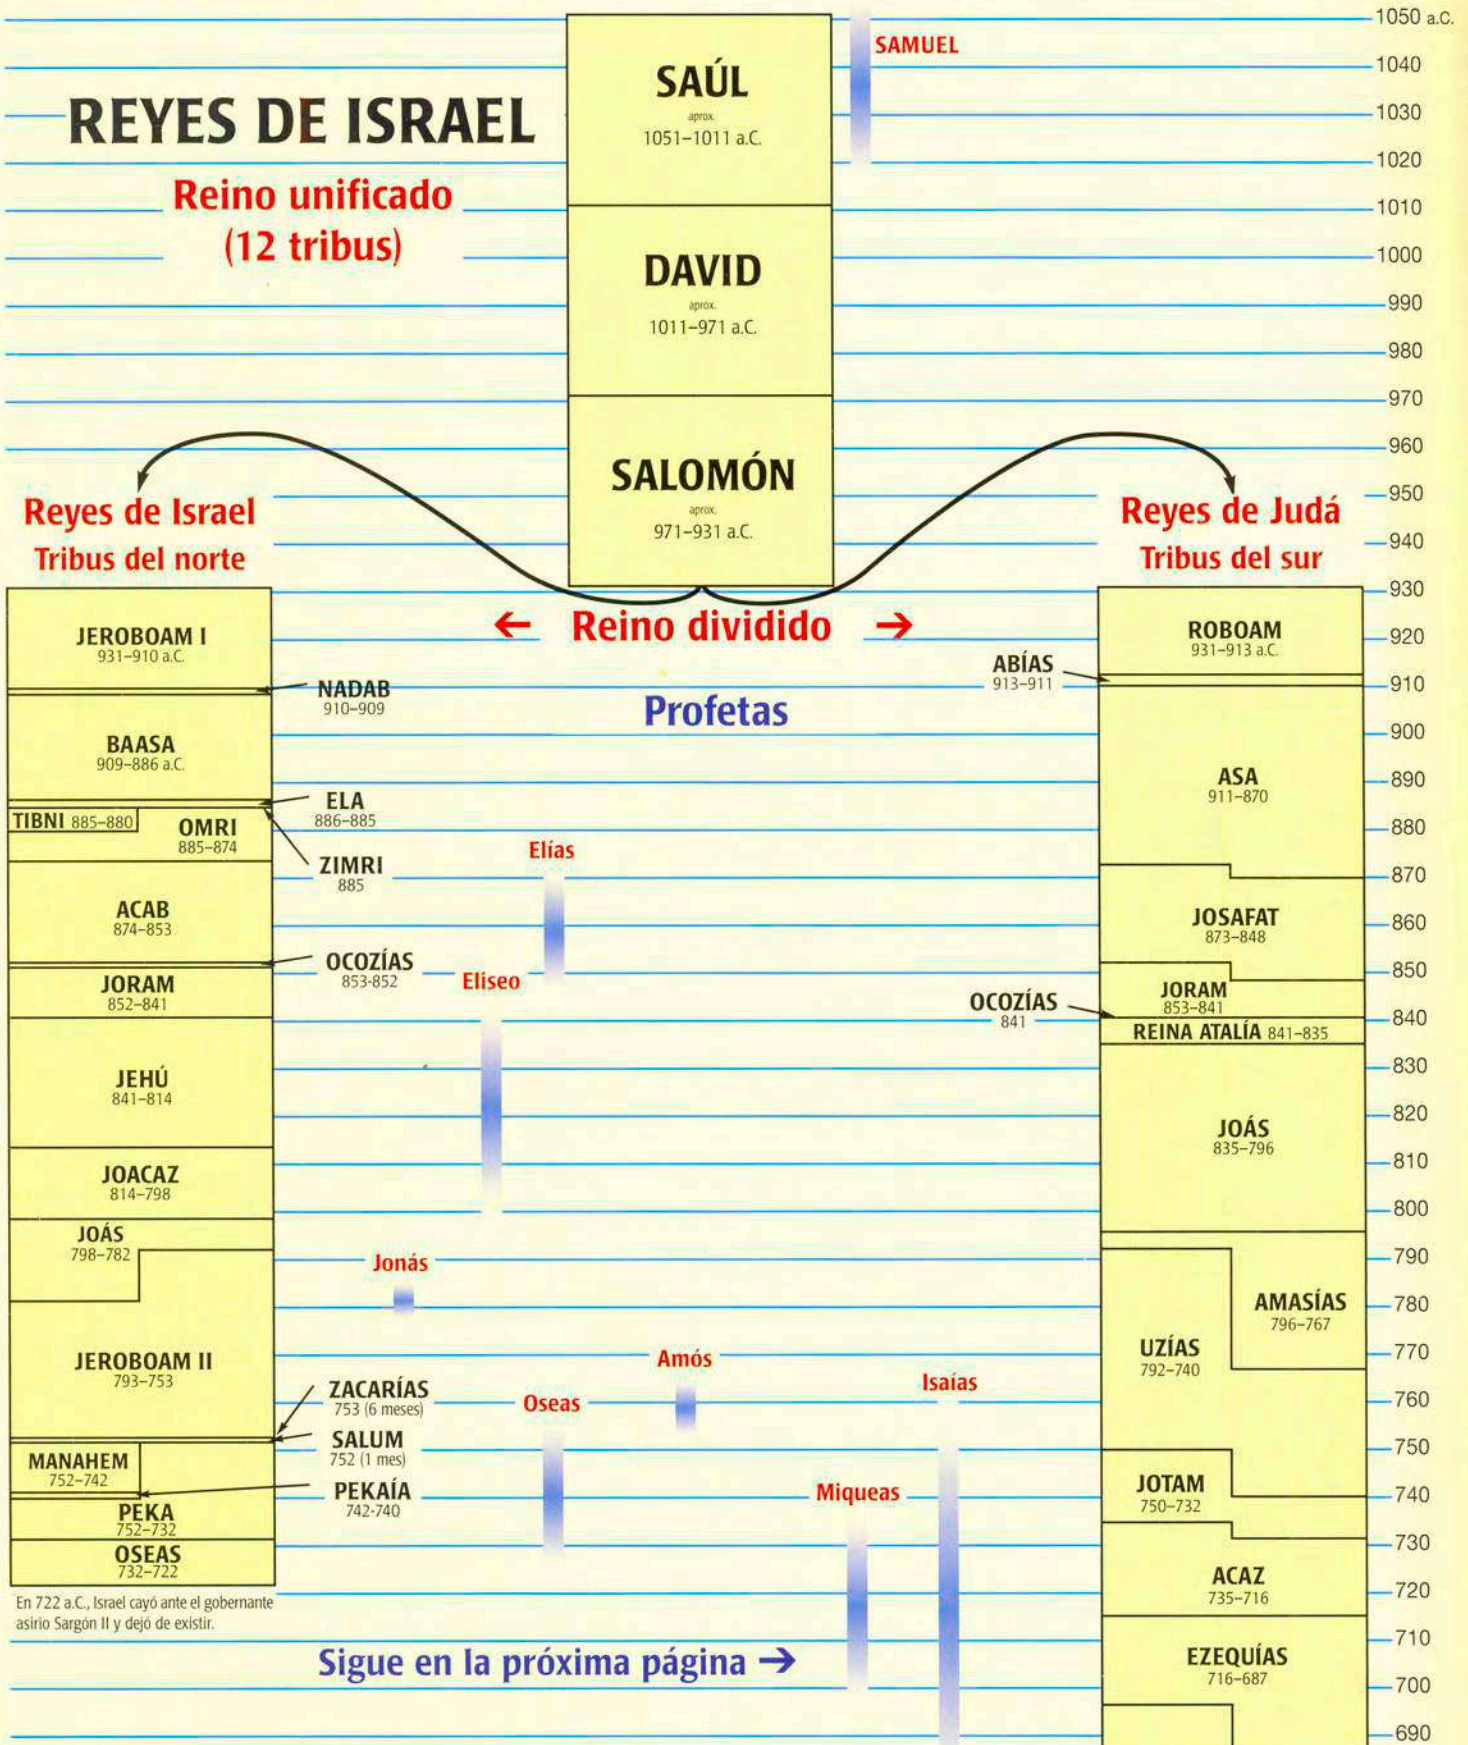 REYES DE ISRAEL
Reino unificado
(12 tribus)
SAÚL
aprox.
1051–1011 a.C.
SAMUEL
DAVID
aprox.
1011–971 a.C.
SALOMÓN
aprox.
971–931 a.C.
Reyes de Israel
Tribus del norte
Reyes de Judá
Tribus del sur
← Reino dividido →
Profetas
JEROBOAM I
931–910 a.C.
NADAB
910–909
BAASA
909–886 a.C.
ELA
886–885
TIBNI 885–880
OMRI
885–874
ZIMRI
885
ACAB
874–853
OCOZÍAS
853-852
JORAM
852–841
JEHÚ
841–814
JOACAZ
814–798
JOÁS
798–782
JEROBOAM II
793–753
ZACARÍAS
753 (6 meses)
SALUM
752 (1 mes)
MANAHEM
752–742
PEKAÍA
742-740
PEKA
752–732
OSEAS
732–722
En 722 a.C., Israel cayó ante el gobernante
asirio Sargón II y dejó de existir.
Elías
Eliseo
Jonás
Amós
Oseas
Isaías
Miqueas
Sigue en la próxima página →
ROBOAM
931–913 a.C.
ABÍAS
913–911
ASA
911–870
JOSAFAT
873–848
JORAM
853–841
OCOZÍAS
841
REINA ATALÍA 841–835
JOÁS
835–796
AMASÍAS
796–767
UZÍAS
792–740
JOTAM
750–732
ACAZ
735–716
EZEQUÍAS
716–687
1050 a.C.
1040
1030
1020
1010
1000
990
980
970
960
950
940
930
920
910
900
890
880
870
860
850
840
830
820
810
800
790
780
770
760
750
740
730
720
710
700
690